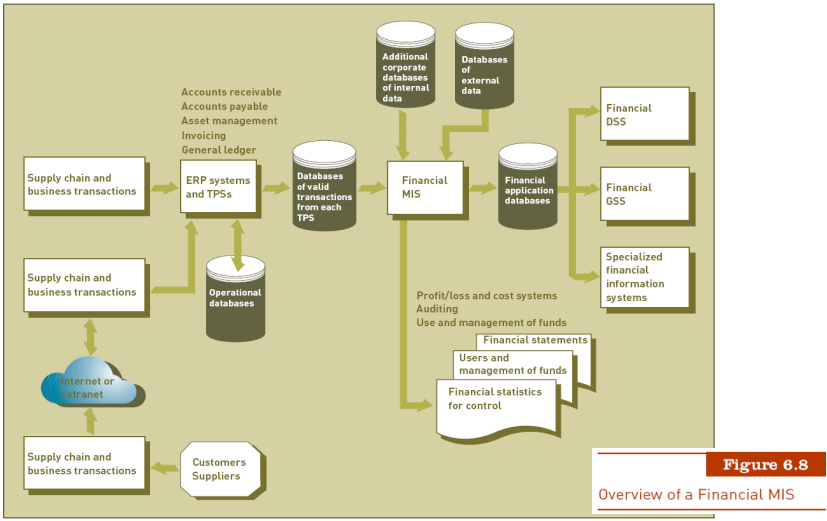 Additional
corporate
databases
of internal
data
Databases
of
external
data
Accounts receivable
Accounts payable
Asset management
Invoicing
General ledger
Financial
DSS
Supply chain and
business transactions
ERP systems
and TPSs
Databases
of valid
transactions
from each
TPS
Financial
MIS
Financial
application
databases
Financial
GSS
Supply chain and
business transactions
Operational
databases
Specialized
financial
information
systems
Profit/loss and cost systems
Auditing
Use and management of funds
Financial statements
Users and
management of funds
Financial statistics
for control
Internet or
extranet
Supply chain and
business transactions
Customers
Suppliers
Figure 6.8
Overview of a Financial MIS